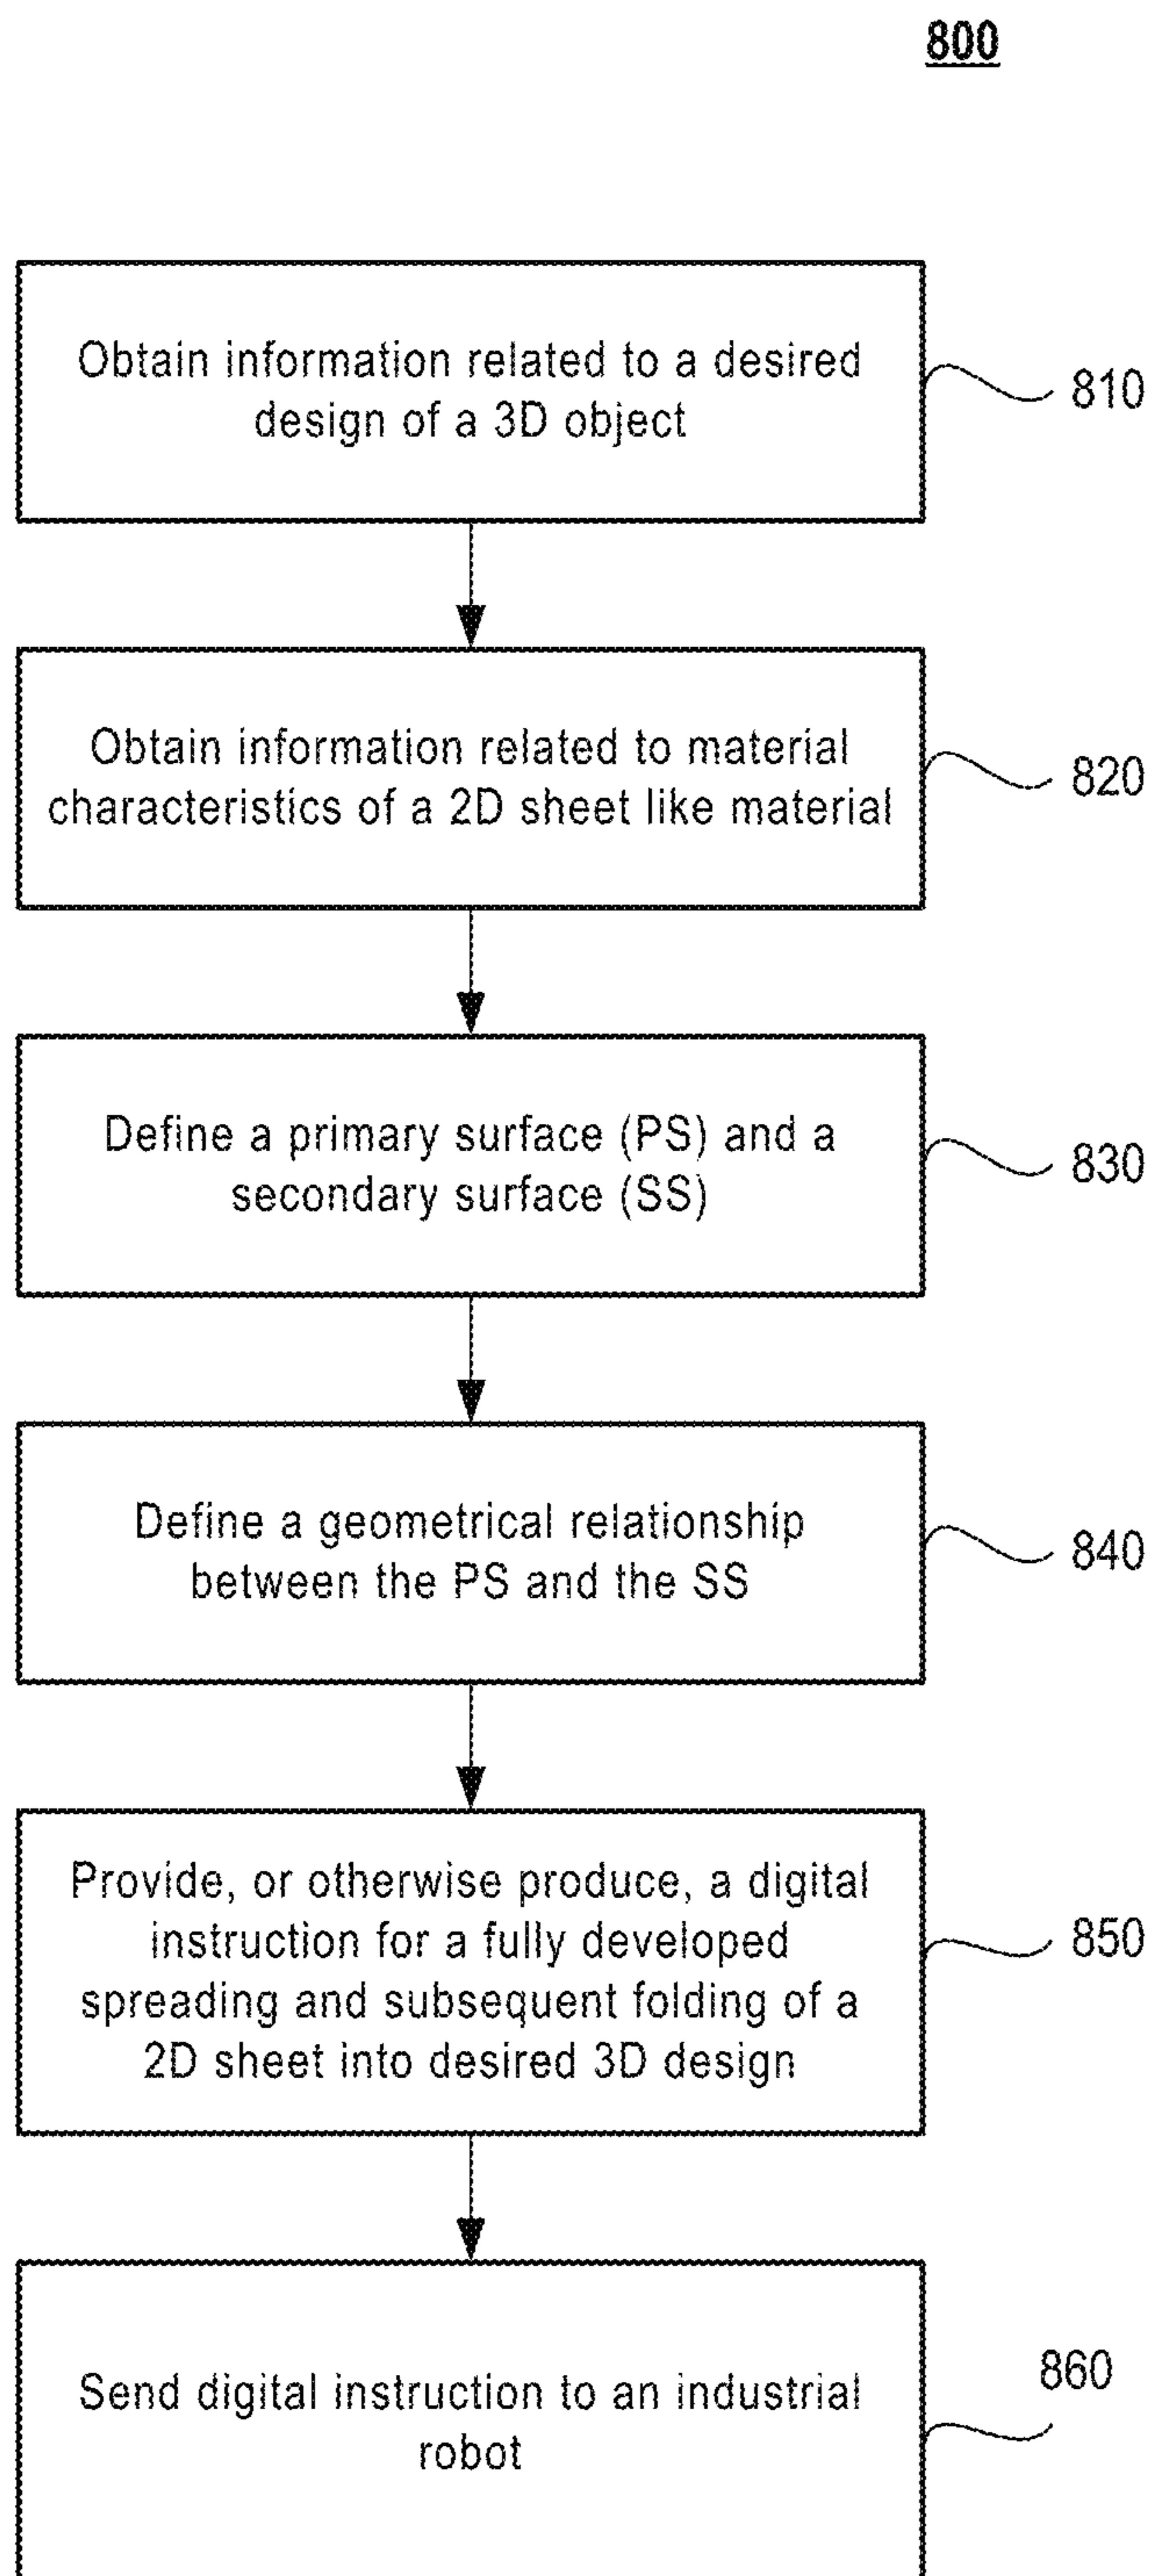 800
Obtain information related to a desired
design of a 3D object
810
Obtain information related to material
characteristics of a 2D sheet like material
820
Define a primary surface (PS) and a
secondary surface (SS)
830
Define a geometrical relationship
between the PS and the SS
840
Provide, or otherwise produce, a digital
instruction for a fully developed
spreading and subsequent folding of a
2D sheet into desired 3D design
850
Send digital instruction to an industrial
robot
860